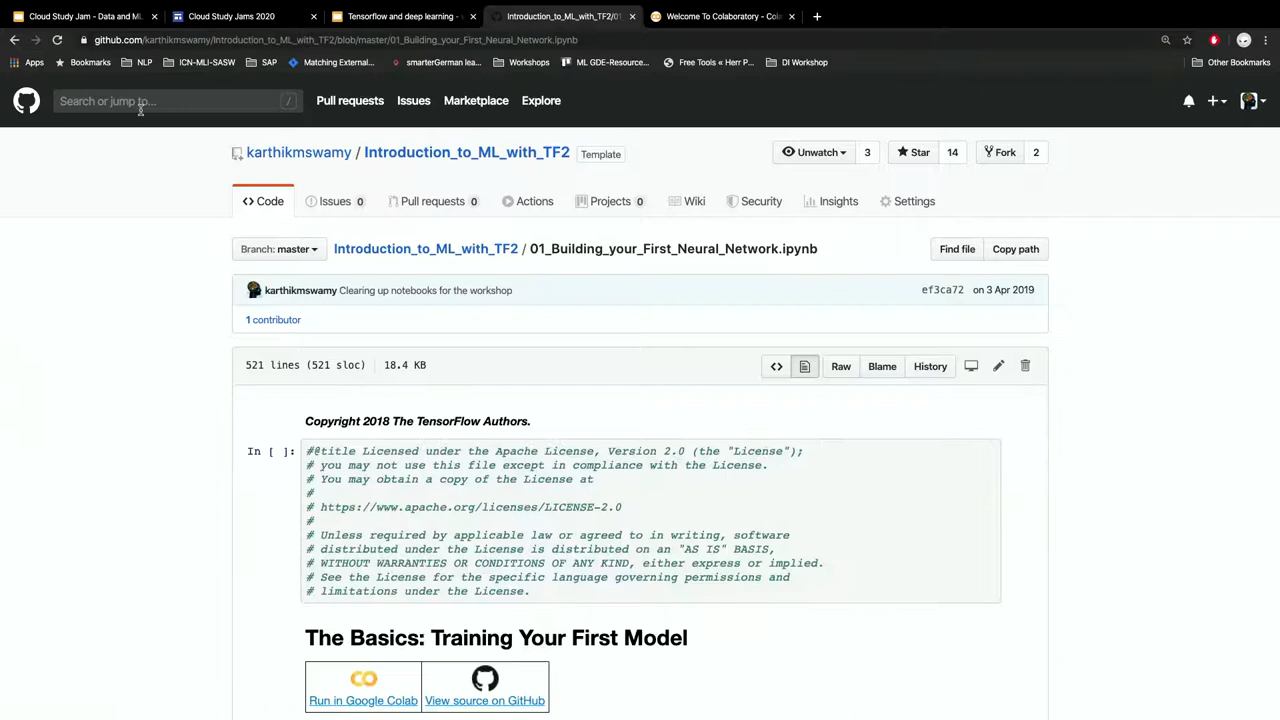 Cloud Study Jam - Data and ML
Cloud Study Jams 2020
Tensorflow and deep learning -
Introduction_to_ML_with_TF2/01
Welcome To Colaboratory - Cola
github.com/karthikmswamy/Introduction_to_ML_with_TF2/blob/master/01_Building_your_First_Neural_Network.ipynb
Apps Bookmarks NLP ICN-MLI-SASW SAP Matching External... smarterGerman lea... Workshops ML GDE-Resource... Free Tools « Herr P... DI Workshop Other Bookmarks
Search or jump to... / Pull requests Issues Marketplace Explore
karthikmswamy / Introduction_to_ML_with_TF2 Template Unwatch 3 Star 14 Fork 2
<> Code Issues 0 Pull requests 0 Actions Projects 0 Wiki Security Insights Settings
Branch: master Introduction_to_ML_with_TF2 / 01_Building_your_First_Neural_Network.ipynb Find file Copy path
karthikmswamy Clearing up notebooks for the workshop ef3ca72 on 3 Apr 2019
1 contributor
521 lines (521 sloc) 18.4 KB <> Raw Blame History
Copyright 2018 The TensorFlow Authors.
In [ ]: #@title Licensed under the Apache License, Version 2.0 (the "License");
# you may not use this file except in compliance with the License.
# You may obtain a copy of the License at
#
# https://www.apache.org/licenses/LICENSE-2.0
#
# Unless required by applicable law or agreed to in writing, software
# distributed under the License is distributed on an "AS IS" BASIS,
# WITHOUT WARRANTIES OR CONDITIONS OF ANY KIND, either express or implied.
# See the License for the specific language governing permissions and
# limitations under the License.
The Basics: Training Your First Model
Run in Google Colab View source on GitHub